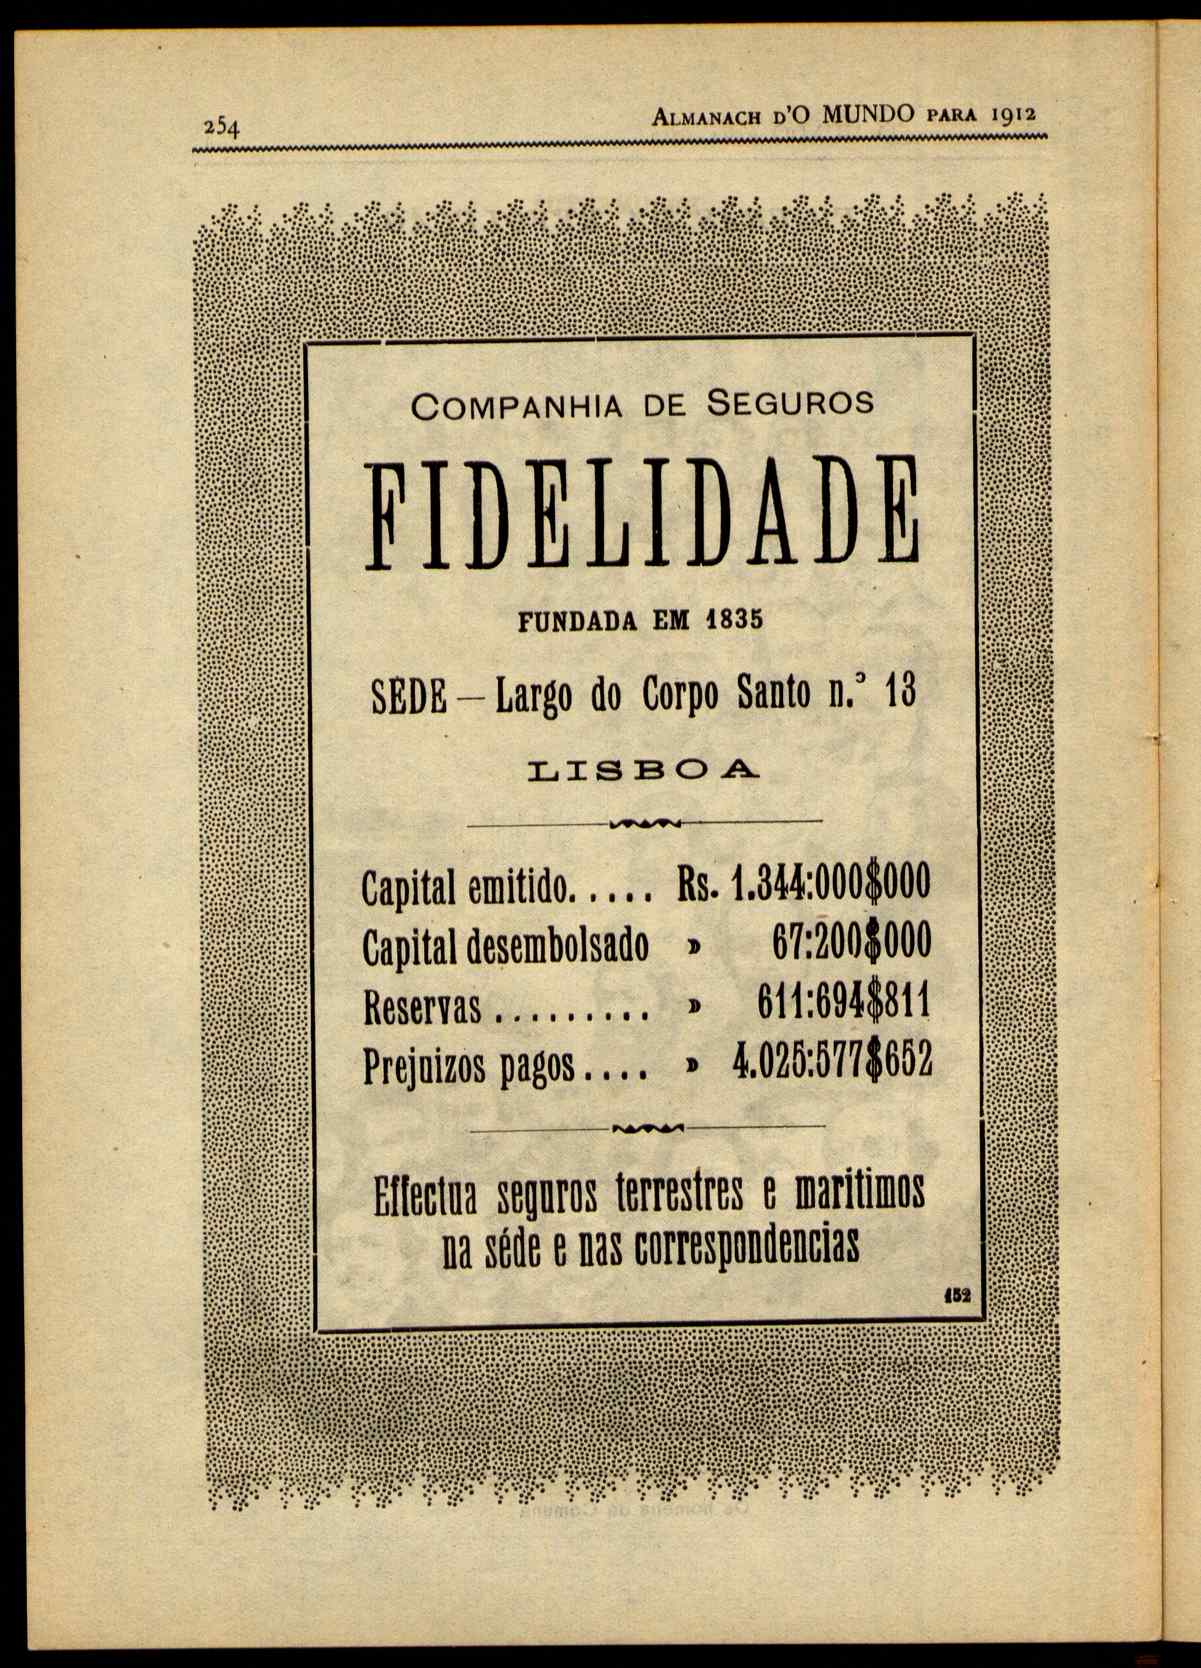 254
ALMANACH D'O MUNDO PARA 1912
COMPANHIA DE SEGUROS
FIDELIDADE
FUNDADA EM 1835
SÉDE — Largo do Corpo Santo n.º 13
LISBOA
Capital emitido..... Rs. 1.344:000$000
Capital desembolsado » 67:200$000
Reservas ......... » 611:694$811
Prejuizos pagos .... » 4.025:577$652
Effectua seguros terrestres e maritimos
na séde e nas correspondencias
152